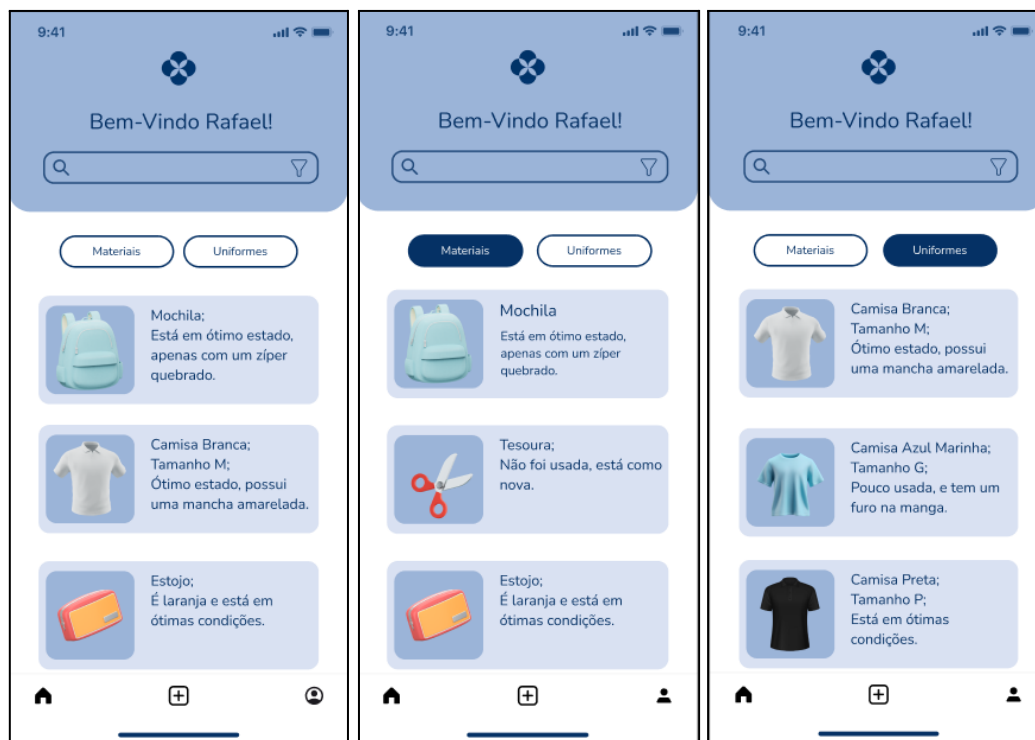 9:41
Bem-Vindo Rafael!
Materiais
Uniformes
Mochila;
Está em ótimo estado,
apenas com um zíper
quebrado.
Camisa Branca;
Tamanho M;
Ótimo estado, possui
uma mancha amarelada.
Estojo;
É laranja e está em
ótimas condições.
9:41
Bem-Vindo Rafael!
Materiais
Uniformes
Mochila
Está em ótimo estado,
apenas com um zíper
quebrado.
Tesoura;
Não foi usada, está como
nova.
Estojo;
É laranja e está em
ótimas condições.
9:41
Bem-Vindo Rafael!
Materiais
Uniformes
Camisa Branca;
Tamanho M;
Ótimo estado, possui
uma mancha amarelada.
Camisa Azul Marinha;
Tamanho G;
Pouco usada, e tem um
furo na manga.
Camisa Preta;
Tamanho P;
Está em ótimas
condições.